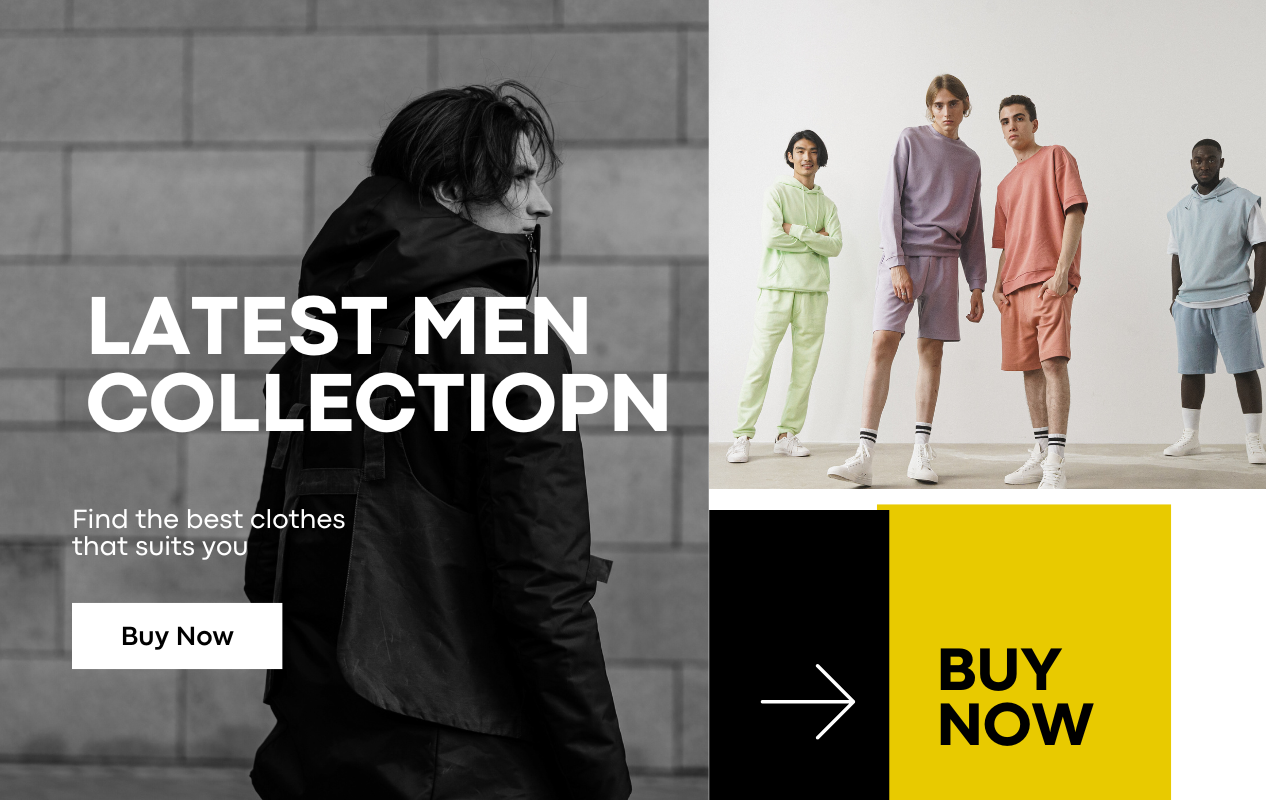 LATEST MEN
COLLECTIOPN
Find the best clothes
that suits you
Buy Now
BUY
NOW